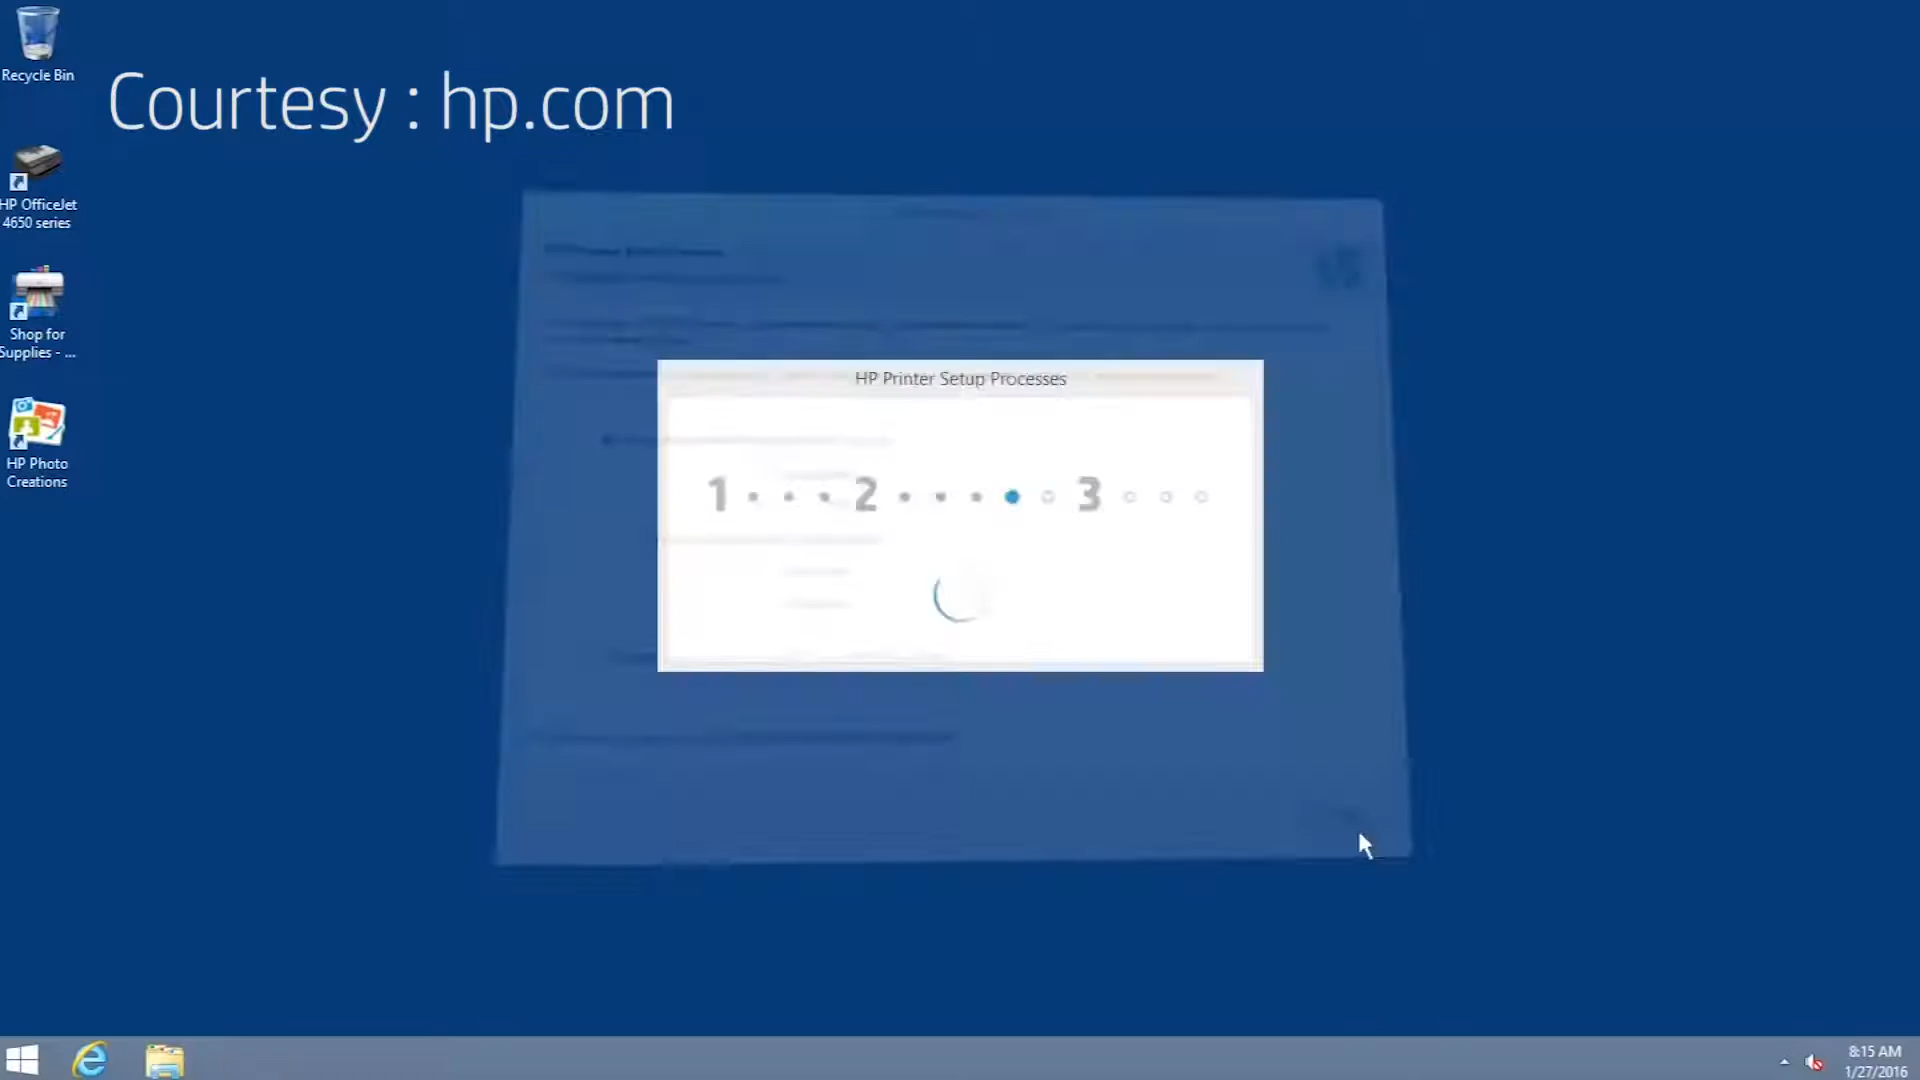 Recycle Bin
Courtesy : hp.com
HP OfficeJet
4650 series
Shop for
Supplies - ...
HP Photo
Creations
HP Printer Setup Processes
1 2 3
8:15 AM
1/27/2016